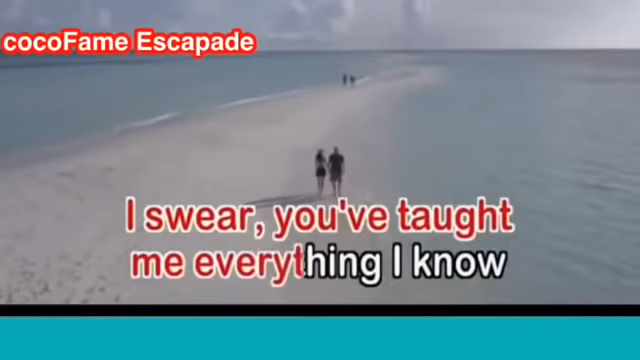 cocoFame Escapade
I swear, you've taught
me everything I know